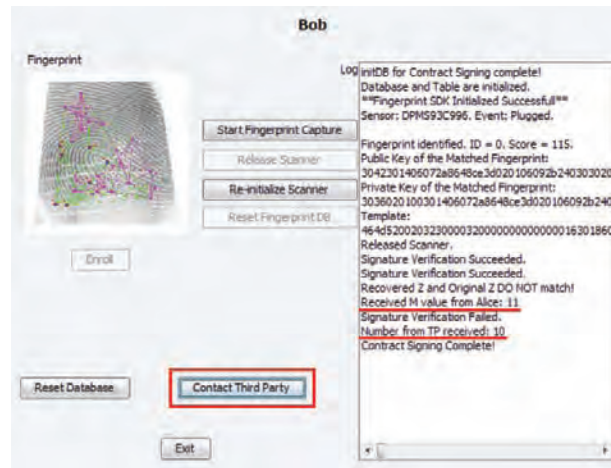 Bob
Fingerprint
Start Fingerprint Capture
Release Scanner
Re-initialize Scanner
Reset Fingerprint DB
Enroll
Reset Database
Contact Third Party
Exit
Log
initDB for Contract Signing complete!
Database and Table are initialized.
**Fingerprint SDK Initialized Successful**
Sensor: DPMS93C996. Event: Plugged.
Fingerprint identified. ID = 0. Score = 115.
Public Key of the Matched Fingerprint:
3042301406072a8648ce3d020106092b240303020
Private Key of the Matched Fingerprint:
3036020100301406072a8648ce3d020106092b240
Template:
Released Scanner.
Signature Verification Succeeded.
Signature Verification Succeeded.
Recovered Z and Original Z DO NOT match!
Received M value from Alice: 11
Signature Verification Failed.
Number from TP received: 10
Contract Signing Complete!